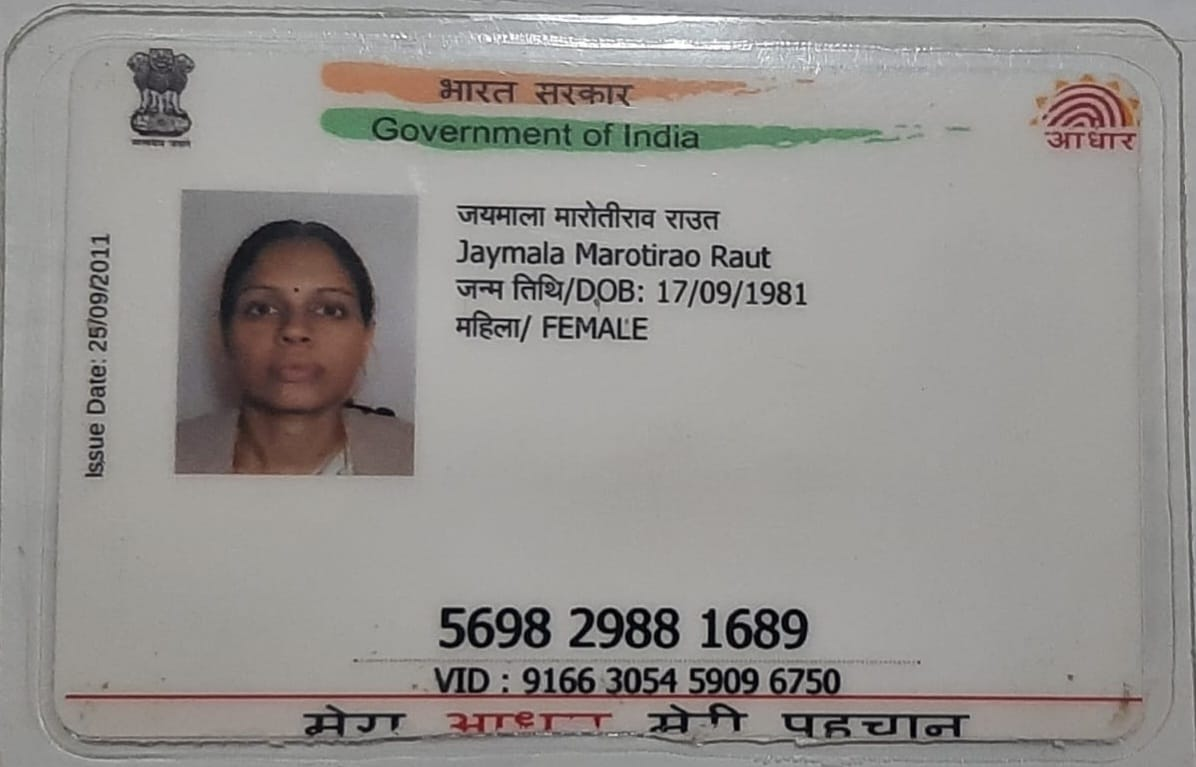 भारत सरकार
Government of India
आधार
Issue Date: 25/09/2011
जयमाला मारोतीराव राउत
Jaymala Marotirao Raut
जन्म तिथि/DOB: 17/09/1981
महिला/ FEMALE
5698 2988 1689
VID : 9166 3054 5909 6750
मेरा आधार मेरी पहचान